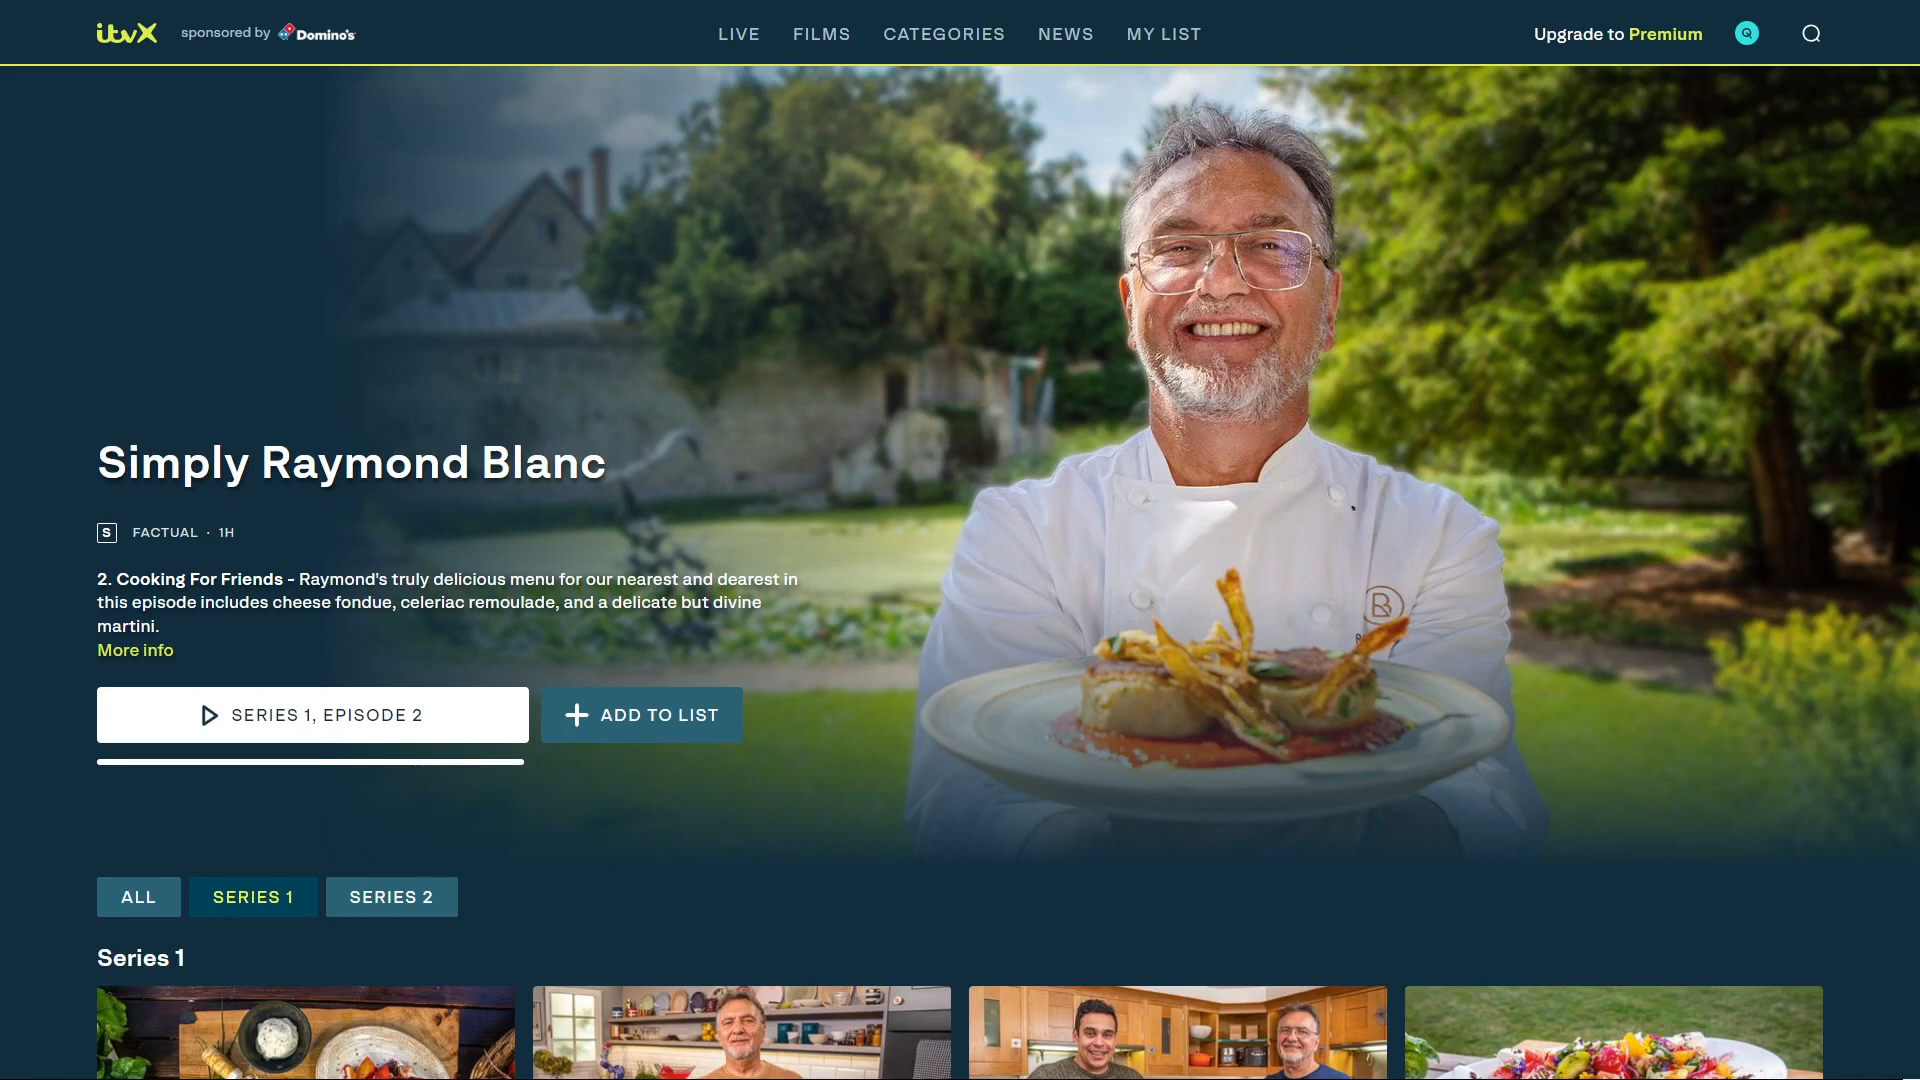 itvX sponsored by Domino's
LIVE FILMS CATEGORIES NEWS MY LIST
Upgrade to Premium
Simply Raymond Blanc
S FACTUAL · 1H
2. Cooking For Friends - Raymond's truly delicious menu for our nearest and dearest in
this episode includes cheese fondue, celeriac remoulade, and a delicate but divine
martini.
More info
SERIES 1, EPISODE 2
ADD TO LIST
ALL
SERIES 1
SERIES 2
Series 1